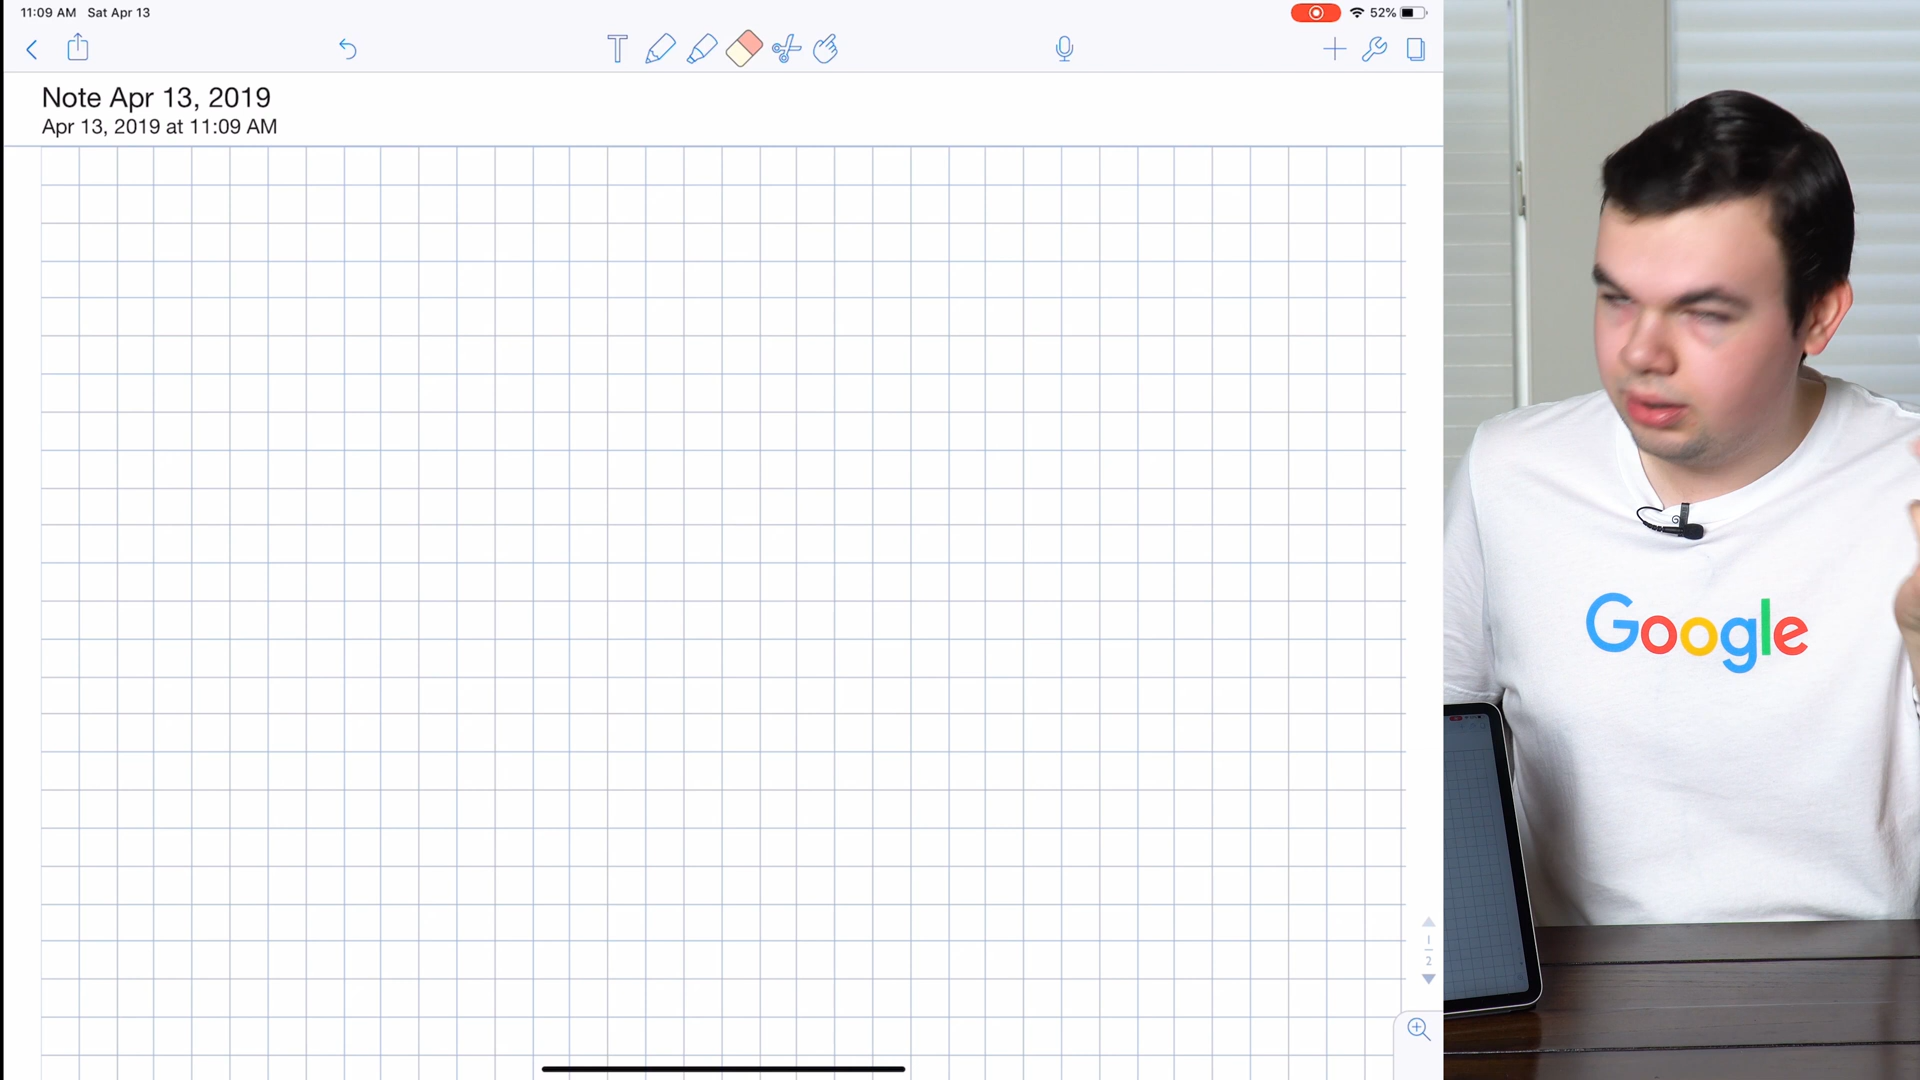 11:09 AM Sat Apr 13
52%
T
Note Apr 13, 2019
Apr 13, 2019 at 11:09 AM
Google
1
2